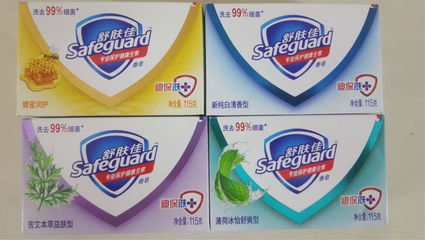 洗去99%细菌*
舒肤佳
Safeguard
专业保护健康全家
香皂
迪保肤
蜂蜜润护
净含量:115克
洗去99%细菌*
舒肤佳
Safeguard
专业保护健康全家
香皂
迪保肤
新纯白清香型
净含量:115克
洗去99%细菌*
舒肤佳
Safeguard
专业保护健康全家
香皂
迪保肤
苦艾本草益肤型
净含量:115克
洗去99%细菌*
舒肤佳
Safeguard
专业保护健康全家
香皂
迪保肤
薄荷冰怡舒爽型
净含量:115克